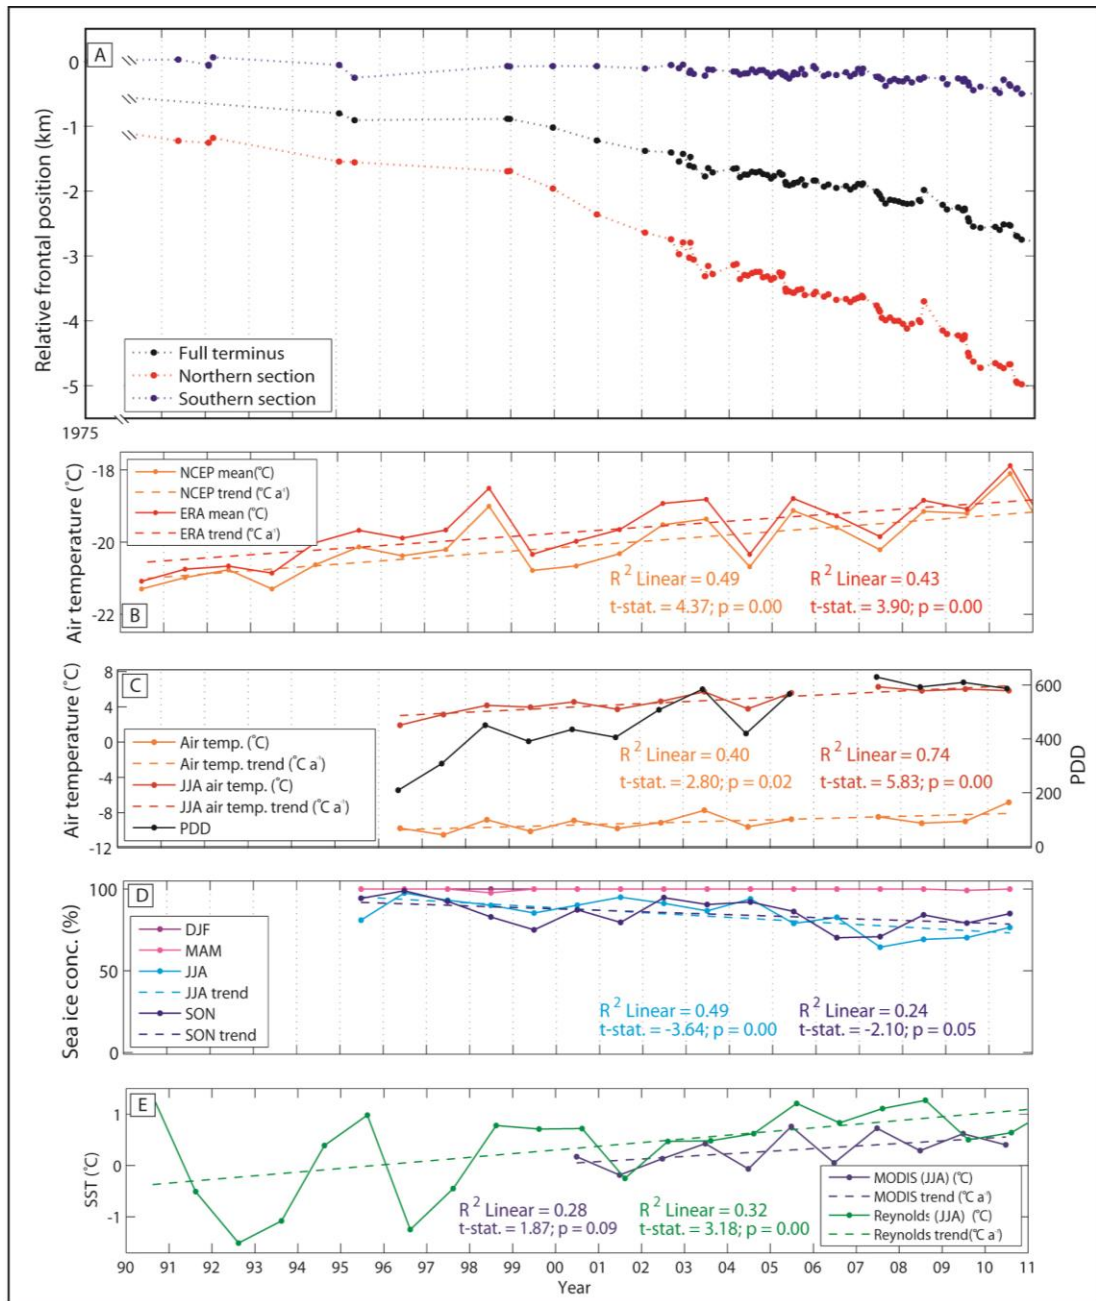 A
0
-1
-2
-3
-4
-5
Relative frontal position (km)
Full terminus
Northern section
Southern section
1975
-18
-20
-22
Air temperature (°C)
NCEP mean(°C)
NCEP trend (°C a⁻)
ERA mean (°C)
ERA trend (°C a⁻)
B
R² Linear = 0.49
t-stat. = 4.37; p = 0.00
R² Linear = 0.43
t-stat. = 3.90; p = 0.00
C
8
4
0
-4
-8
-12
Air temperature (°C)
600
400
200
0
PDD
Air temp. (°C)
Air temp. trend (°C a⁻)
JJA air temp. (°C)
JJA air temp. trend (°C a⁻)
PDD
R² Linear = 0.40
t-stat. = 2.80; p = 0.02
R² Linear = 0.74
t-stat. = 5.83; p = 0.00
D
100
50
0
Sea ice conc. (%)
DJF
MAM
JJA
JJA trend
SON
SON trend
R² Linear = 0.49
t-stat. = -3.64; p = 0.00
R² Linear = 0.24
t-stat. = -2.10; p = 0.05
E
1
0
-1
SST (°C)
R² Linear = 0.28
t-stat. = 1.87; p = 0.09
R² Linear = 0.32
t-stat. = 3.18; p = 0.00
MODIS (JJA) (°C)
MODIS trend (°C a⁻)
Reynolds (JJA) (°C)
Reynolds trend(°C a⁻)
90 91 92 93 94 95 96 97 98 99 00 01 02 03 04 05 06 07 08 09 10
Year